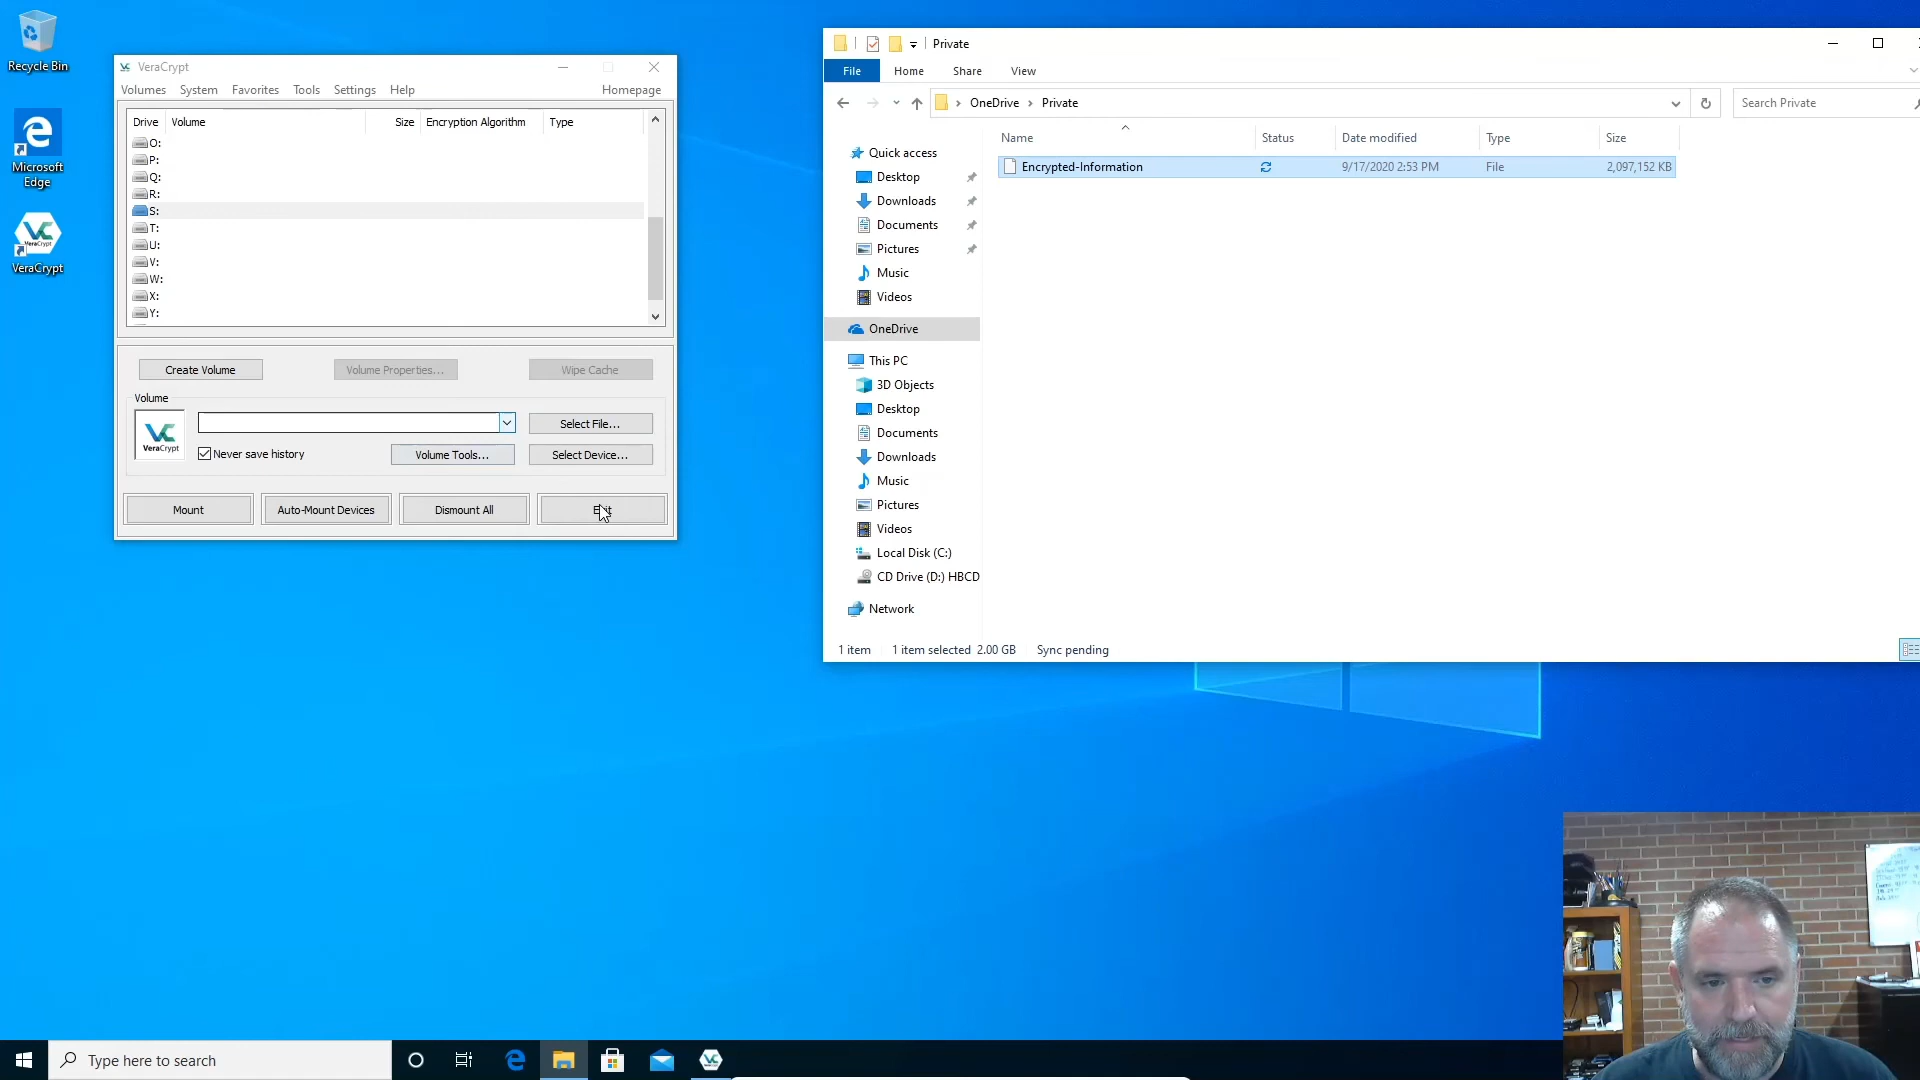 Recycle Bin
Microsoft
Edge
VeraCrypt
VeraCrypt
Volumes System Favorites Tools Settings Help Homepage
Drive Volume Size Encryption Algorithm Type
O:
P:
Q:
R:
S:
T:
U:
V:
W:
X:
Y:
Create Volume Volume Properties... Wipe Cache
Volume
VeraCrypt
Select File...
Never save history Volume Tools... Select Device...
Mount Auto-Mount Devices Dismount All Exit
Private
File Home Share View
OneDrive Private Search Private
Name Status Date modified Type Size
Encrypted-Information 9/17/2020 2:53 PM File 2,097,152 KB
Quick access
Desktop
Downloads
Documents
Pictures
Music
Videos
OneDrive
This PC
3D Objects
Desktop
Documents
Downloads
Music
Pictures
Videos
Local Disk (C:)
CD Drive (D:) HBCD
Network
1 item 1 item selected 2.00 GB Sync pending
Type here to search